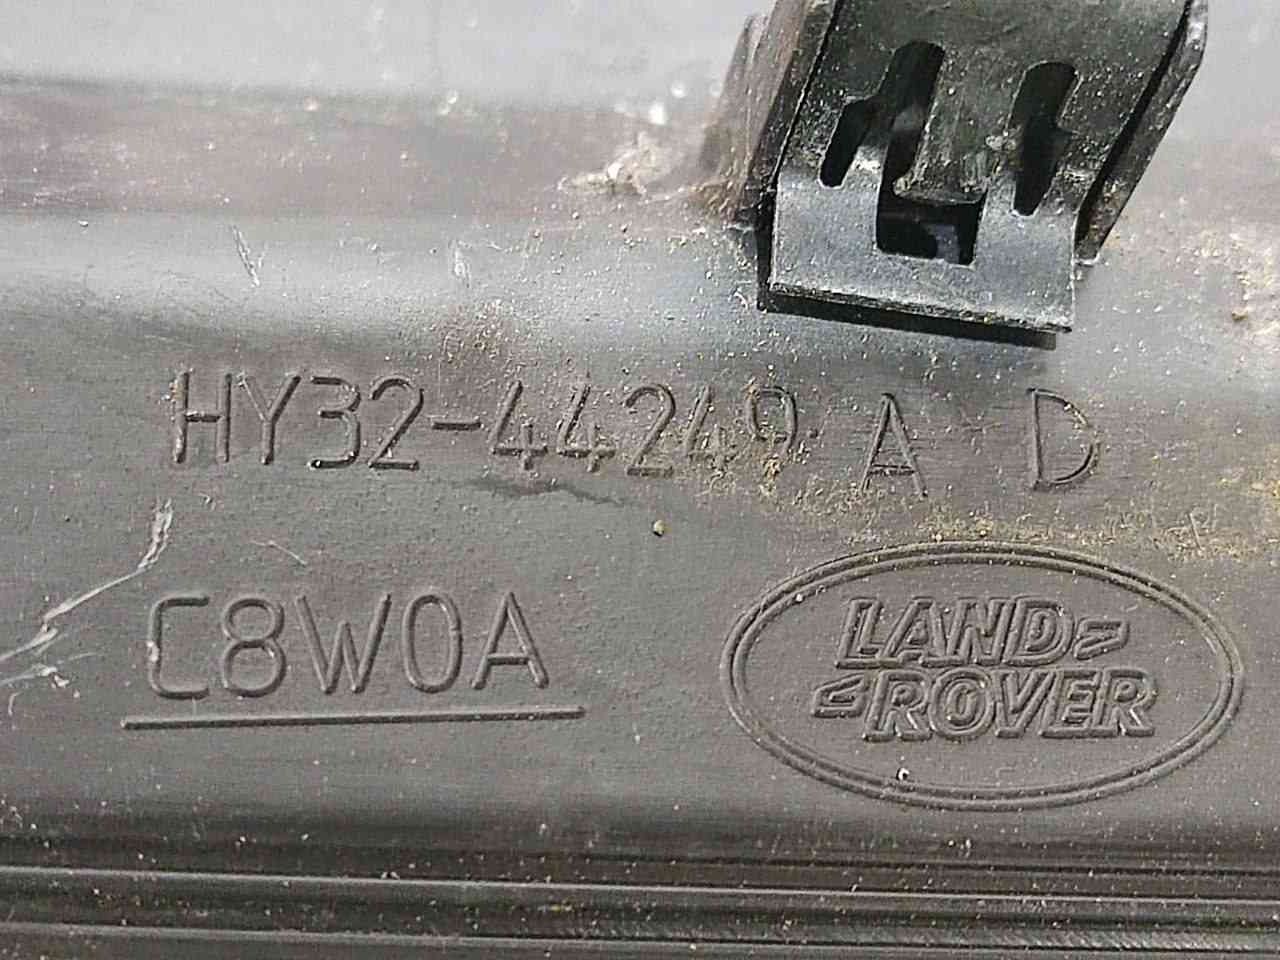 HY32-44249 A D
C8W0A
LAND
ROVER